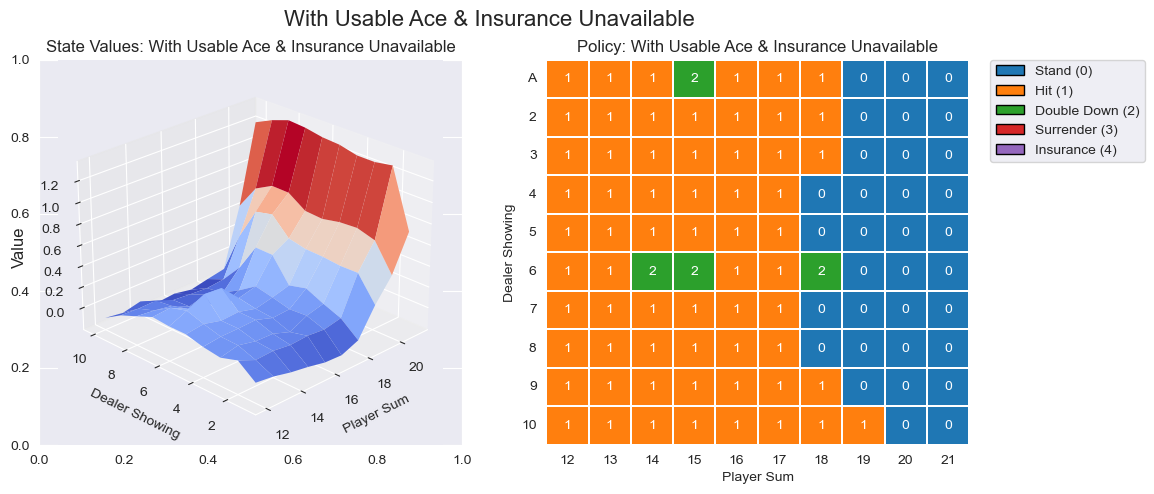 With Usable Ace & Insurance Unavailable
State Values: With Usable Ace & Insurance Unavailable
1.0
0.8
0.6
0.4
0.2
0.0
0.0 0.2 0.4 0.6 0.8 1.0
Value
1.2
1.0
0.8
0.6
0.4
0.2
0.0
10 8 6 4 2
Dealer Showing
12 14 16 18 20
Player Sum
Policy: With Usable Ace & Insurance Unavailable
Dealer Showing
A 1 1 1 2 1 1 1 0 0 0
2 1 1 1 1 1 1 1 0 0 0
3 1 1 1 1 1 1 1 0 0 0
4 1 1 1 1 1 1 0 0 0 0
5 1 1 1 1 1 1 0 0 0 0
6 1 1 2 2 1 1 2 0 0 0
7 1 1 1 1 1 1 0 0 0 0
8 1 1 1 1 1 1 0 0 0 0
9 1 1 1 1 1 1 1 0 0 0
10 1 1 1 1 1 1 1 1 0 0
12 13 14 15 16 17 18 19 20 21
Player Sum
Stand (0)
Hit (1)
Double Down (2)
Surrender (3)
Insurance (4)